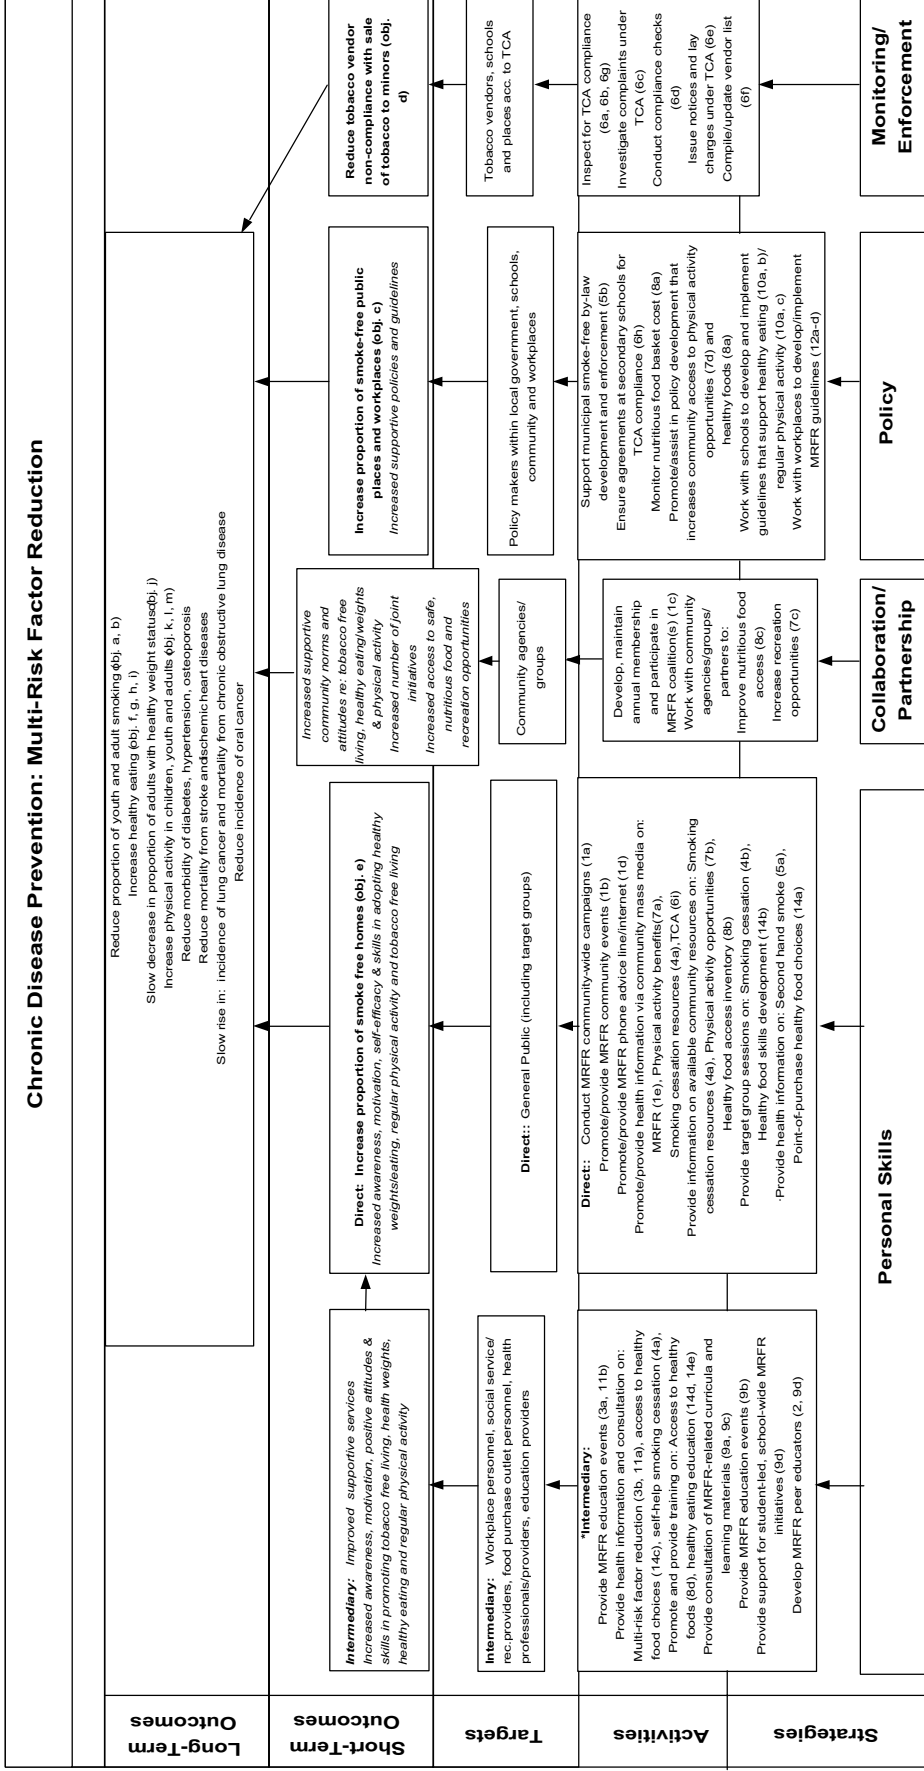 Chronic Disease Prevention: Multi-Risk Factor Reduction
Long-Term
Outcomes
Reduce proportion of youth and adult smoking (obj. a, b)
Increase healthy eating (obj. f, g, h, i)
Slow decrease in proportion of adults with healthy weight status(obj. j)
Increase physical activity in children, youth and adults (obj. k, l, m)
Reduce morbidity of diabetes, hypertension, osteoporosis
Reduce mortality from stroke and ischemic heart diseases
Slow rise in: incidence of lung cancer and mortality from chronic obstructive lung disease
Reduce incidence of oral cancer
Short-Term
Outcomes
Intermediary: Improved supportive services
Increased awareness, motivation, positive attitudes &
skills in promoting tobacco free living, health weights,
healthy eating and regular physical activity
Direct: Increase proportion of smoke free homes (obj. e)
Increased awareness, motivation, self-efficacy & skills in adopting healthy
weights/eating, regular physical activity and tobacco free living
Increased supportive
community norms and
attitudes re: tobacco free
living, healthy eating/weights
& physical activity
Increased number of joint
initiatives
Increased access to safe,
nutritious food and
recreation opportunities
Increase proportion of smoke-free public
places and workplaces (obj. c)
Increased supportive policies and guidelines
Reduce tobacco vendor
non-compliance with sale
of tobacco to minors (obj.
d)
Targets
Intermediary: Workplace personnel, social service/
rec.providers, food purchase outlet personnel, health
professionals/providers, education providers
Direct:: General Public (including target groups)
Community agencies/
groups
Policy makers within local government, schools,
community and workplaces
Tobacco vendors, schools
and places acc. to TCA
Activities
*Intermediary:
Provide MRFR education events (3a, 11b)
Provide health information and consultation on:
Multi-risk factor reduction (3b, 11a), access to healthy
food choices (14c), self-help smoking cessation (4a),
Promote and provide training on: Access to healthy
foods (8d), healthy eating education (14d, 14e)
Provide consultation of MRFR-related curricula and
learning materials (9a, 9c)
Provide MRFR education events (9b)
Provide support for student-led, school-wide MRFR
initiatives (9d)
Develop MRFR peer educators (2, 9d)
Direct:: Conduct MRFR community-wide campaigns (1a)
Promote/provide MRFR community events (1b)
Promote/provide MRFR phone advice line/internet (1d)
Promote/provide health information via community mass media on:
MRFR (1e), Physical activity benefits(7a),
Smoking cessation resources (4a),TCA (6i)
Provide information on available community resources on: Smoking
cessation resources (4a), Physical activity opportunities (7b),
Healthy food access inventory (8b)
Provide target group sessions on: Smoking cessation (4b),
Healthy food skills development (14b)
·Provide health information on: Second hand smoke (5a),
Point-of-purchase healthy food choices (14a)
Develop, maintain
annual membership
and participate in
MRFR coalition(s) (1c)
Work with community
agencies/groups/
partners to:
Improve nutritious food
access (8c)
Increase recreation
opportunities (7c)
Support municipal smoke-free by-law
development and enforcement (5b)
Ensure agreements at secondary schools for
TCA compliance (6h)
Monitor nutritious food basket cost (8a)
Promote/assist in policy development that
increases community access to physical activity
opportunities (7d) and
healthy foods (8a)
Work with schools to develop and implement
guidelines that support healthy eating (10a, b)/
regular physical activity (10a, c)
Work with workplaces to develop/implement
MRFR guidelines (12a-d)
Inspect for TCA compliance
(6a, 6b, 6g)
Investigate complaints under
TCA (6c)
Conduct compliance checks
(6d)
Issue notices and lay
charges under TCA (6e)
Compile/update vendor list
(6f)
Strategies
Personal Skills
Collaboration/
Partnership
Policy
Monitoring/
Enforcement